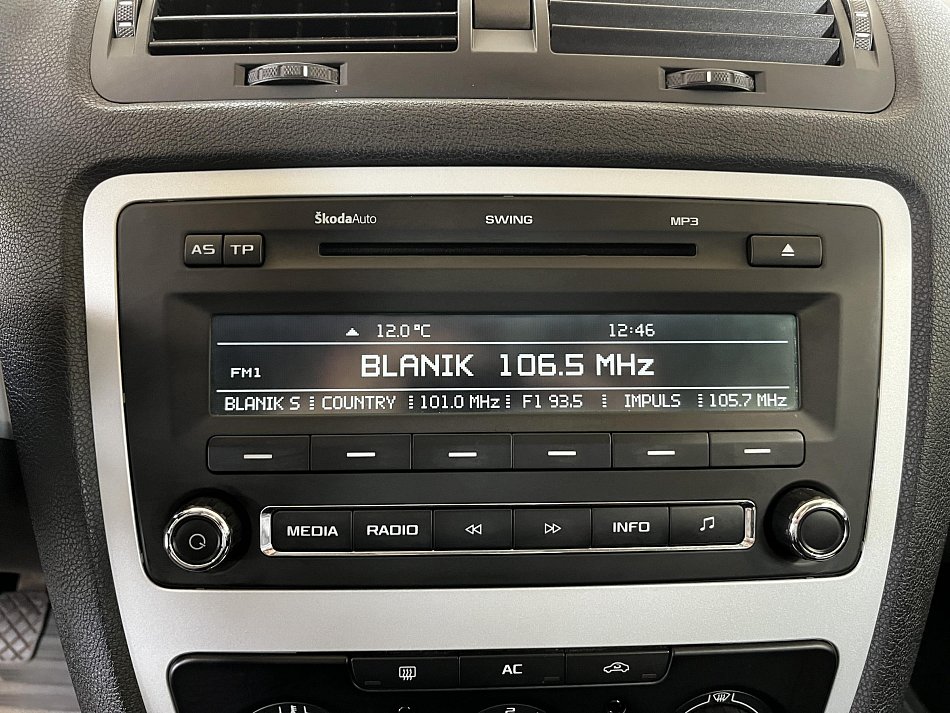 ŠkodaAuto SWING MP3
AS TP
12.0°C 12:46
FM1 BLANIK 106.5 MHz
BLANIK S COUNTRY 101.0 MHz F1 93,5 IMPULS 105.7 MHz
MEDIA RADIO INFO
AC